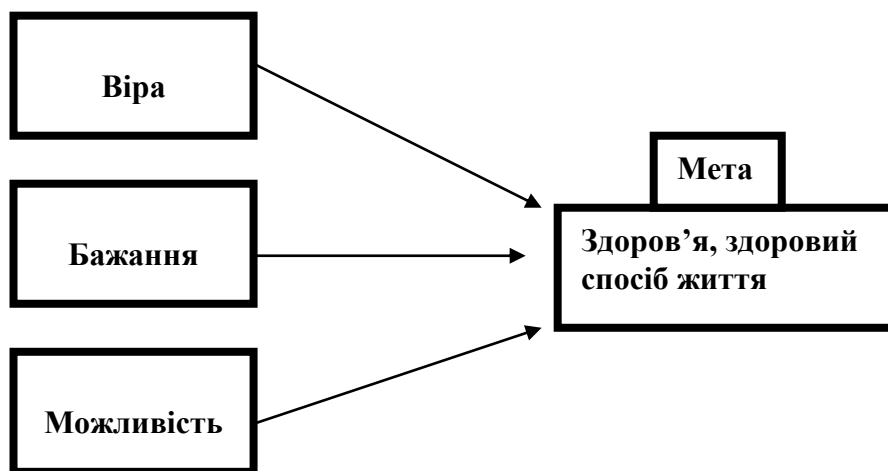 Віра
Бажання
Можливість
Мета
Здоров’я, здоровий
спосіб життя